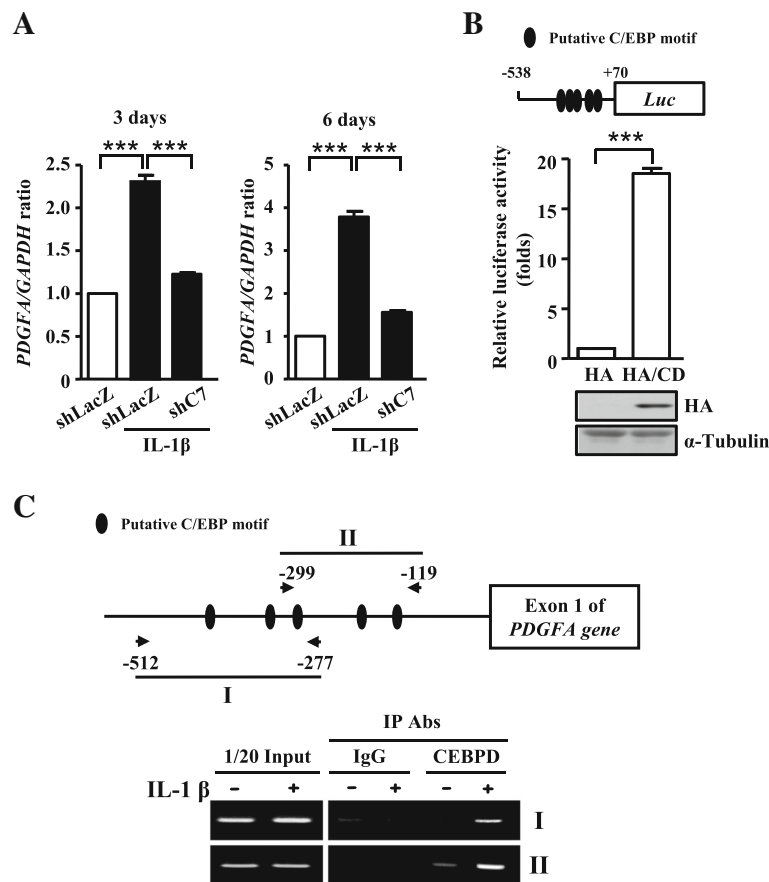 A
3 days
*** ***
PDGFA/GAPDH ratio
2.5
2.0
1.5
1.0
0.5
0
shLacZ
shLacZ
shC7
IL-1β
6 days
*** ***
PDGFA/GAPDH ratio
5
4
3
2
1
0
shLacZ
shLacZ
shC7
IL-1β
B
Putative C/EBP motif
-538 +70
Luc
***
Relative luciferase activity
(folds)
20
15
10
5
0
HA HA/CD
HA
α-Tubulin
C
Putative C/EBP motif
II
-299 -119
Exon 1 of
PDGFA gene
-512 -277
I
IP Abs
1/20 Input IgG CEBPD
IL-1 β - + - + - +
I
II